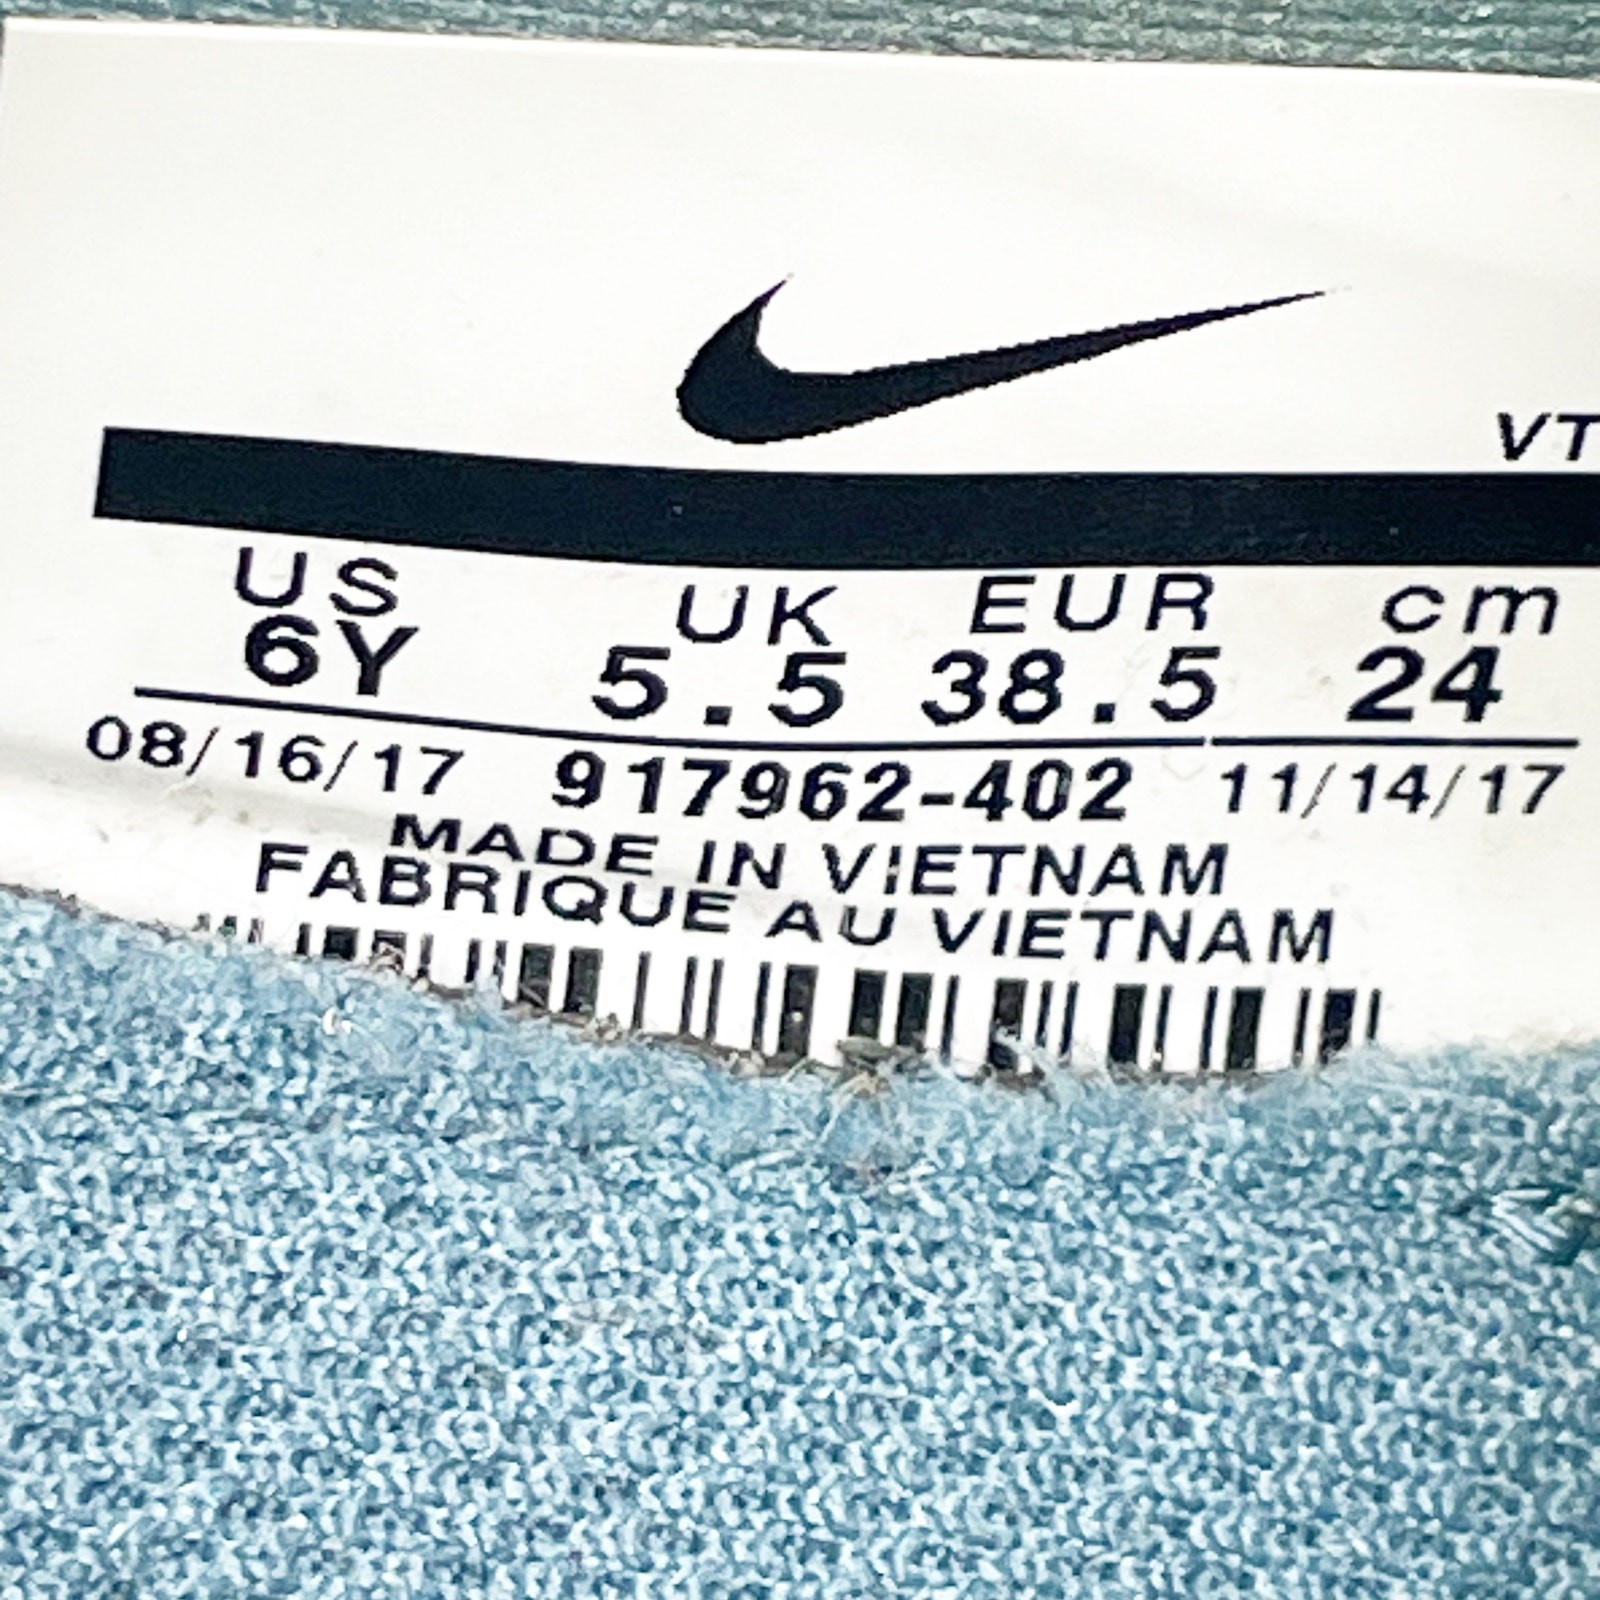 VT
US UK EUR cm
6Y 5.5 38.5 24
08/16/17 917962-402 11/14/17
MADE IN VIETNAM
FABRIQUE AU VIETNAM